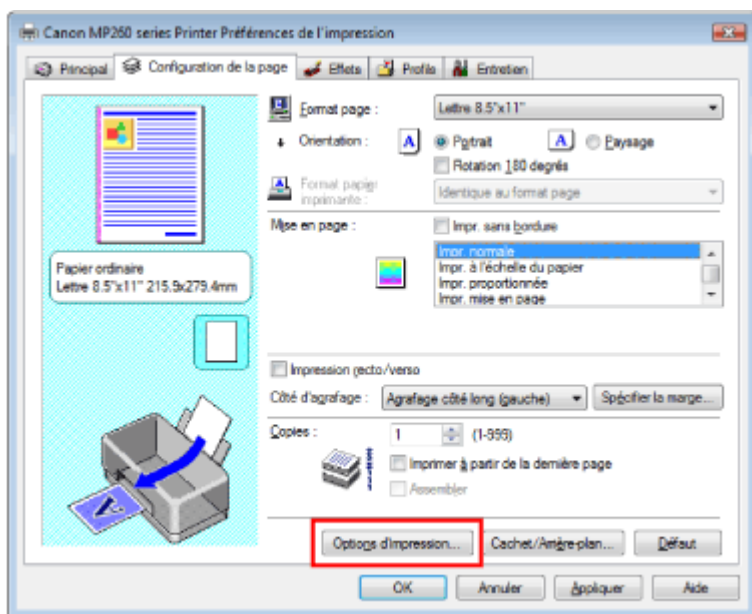 Canon MP260 series Printer Préférences de l'impression
Principal Configuration de la page Effets Profils Entretien
Format page : Lettre 8.5"x11"
Orientation : A Portrait A Paysage
Rotation 180 degrés
Format papier imprimante : Identique au format page
Mise en page : Impr. sans bordure
Impr. normale
Impr. à l'échelle du papier
Impr. proportionnée
Impr. mise en page
Papier ordinaire
Lettre 8.5"x11" 215.9x279.4mm
Impression recto/verso
Côté d'agrafage : Agrafage côté long (gauche) Spécifier la marge...
Copies : 1 (1-999)
Imprimer à partir de la dernière page
Assembler
Options d'impression... Cachet/Arrière-plan... Défaut
OK Annuler Appliquer Aide